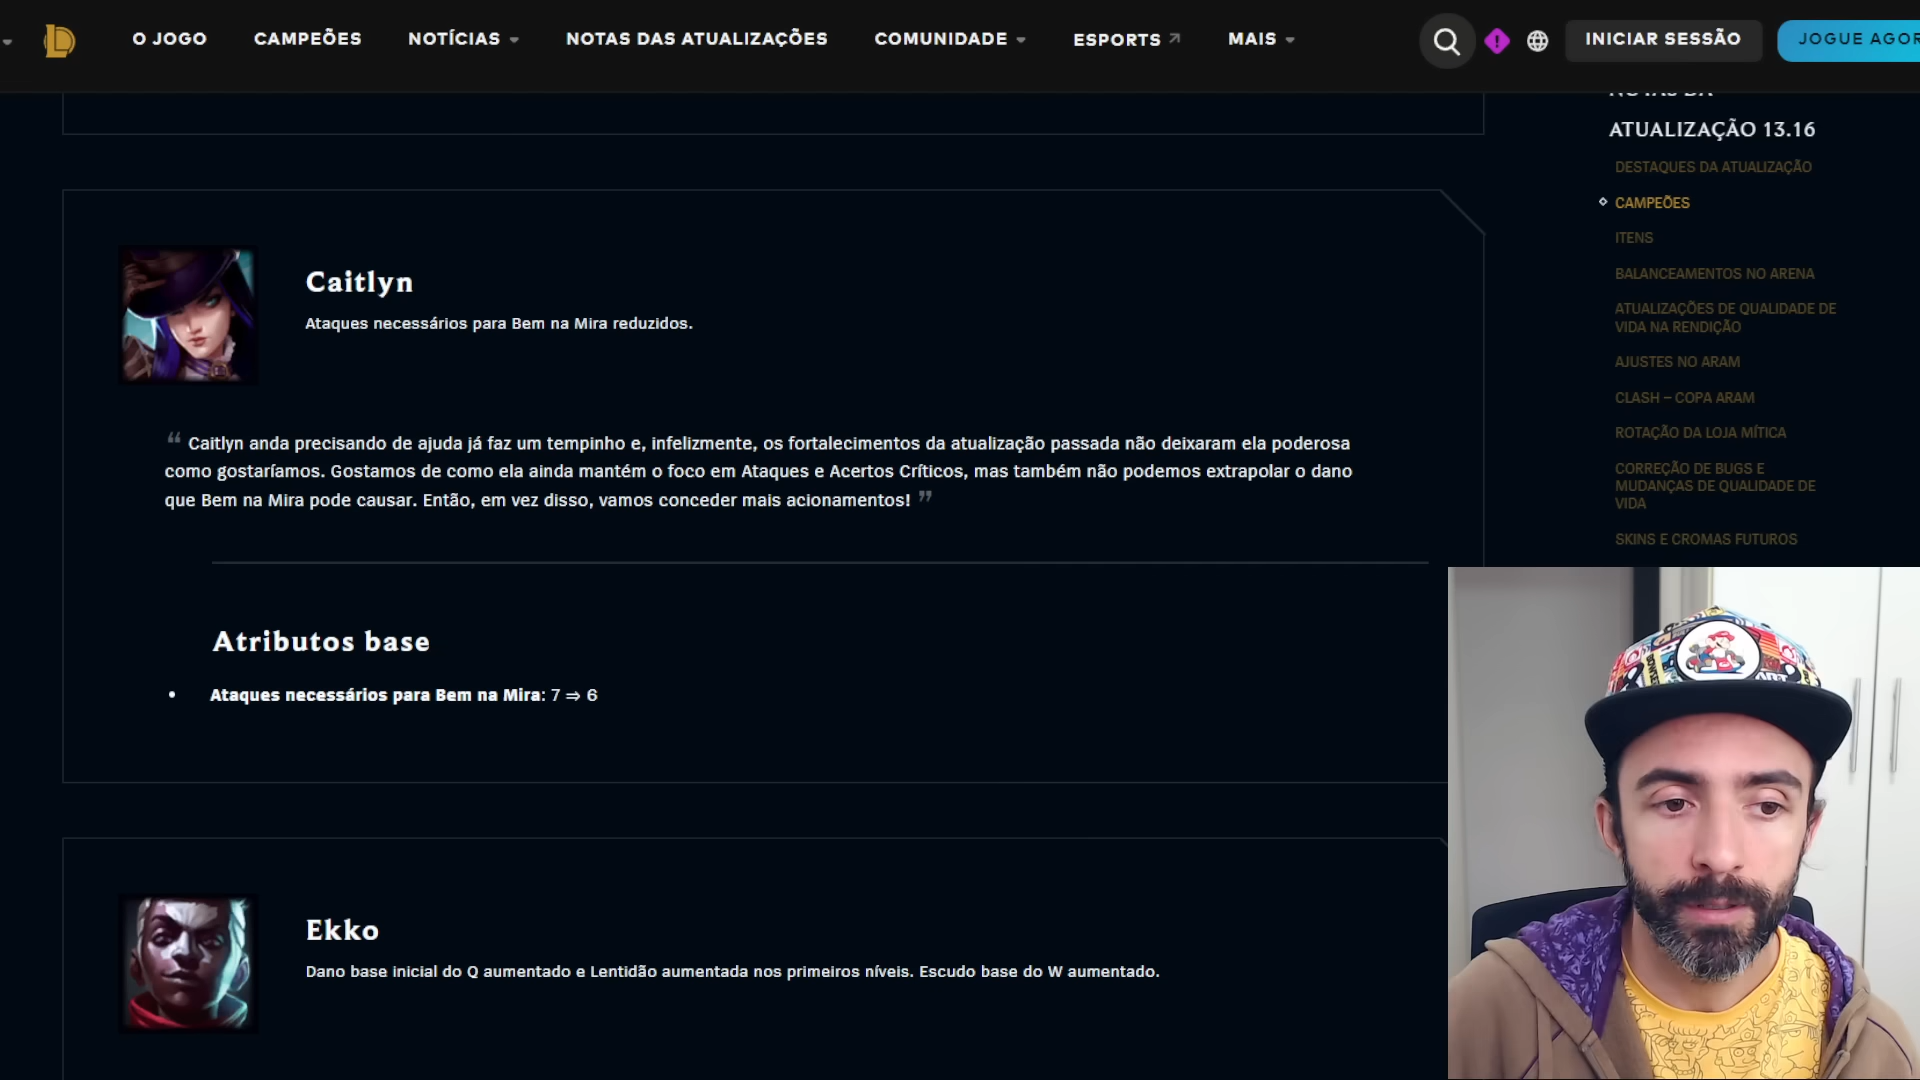 O JOGO
CAMPEÕES
NOTÍCIAS
NOTAS DAS ATUALIZAÇÕES
COMUNIDADE
ESPORTS
MAIS
INICIAR SESSÃO
JOGUE AGOR
NOTAS DA
ATUALIZAÇÃO 13.16
DESTAQUES DA ATUALIZAÇÃO
CAMPEÕES
ITENS
BALANCEAMENTOS NO ARENA
ATUALIZAÇÕES DE QUALIDADE DE
VIDA NA RENDIÇÃO
AJUSTES NO ARAM
CLASH – COPA ARAM
ROTAÇÃO DA LOJA MÍTICA
CORREÇÃO DE BUGS E
MUDANÇAS DE QUALIDADE DE
VIDA
SKINS E CROMAS FUTUROS
Caitlyn
Ataques necessários para Bem na Mira reduzidos.
“ Caitlyn anda precisando de ajuda já faz um tempinho e, infelizmente, os fortalecimentos da atualização passada não deixaram ela poderosa
como gostaríamos. Gostamos de como ela ainda mantém o foco em Ataques e Acertos Críticos, mas também não podemos extrapolar o dano
que Bem na Mira pode causar. Então, em vez disso, vamos conceder mais acionamentos! ”
Atributos base
• Ataques necessários para Bem na Mira: 7 ⇒ 6
Ekko
Dano base inicial do Q aumentado e Lentidão aumentada nos primeiros níveis. Escudo base do W aumentado.